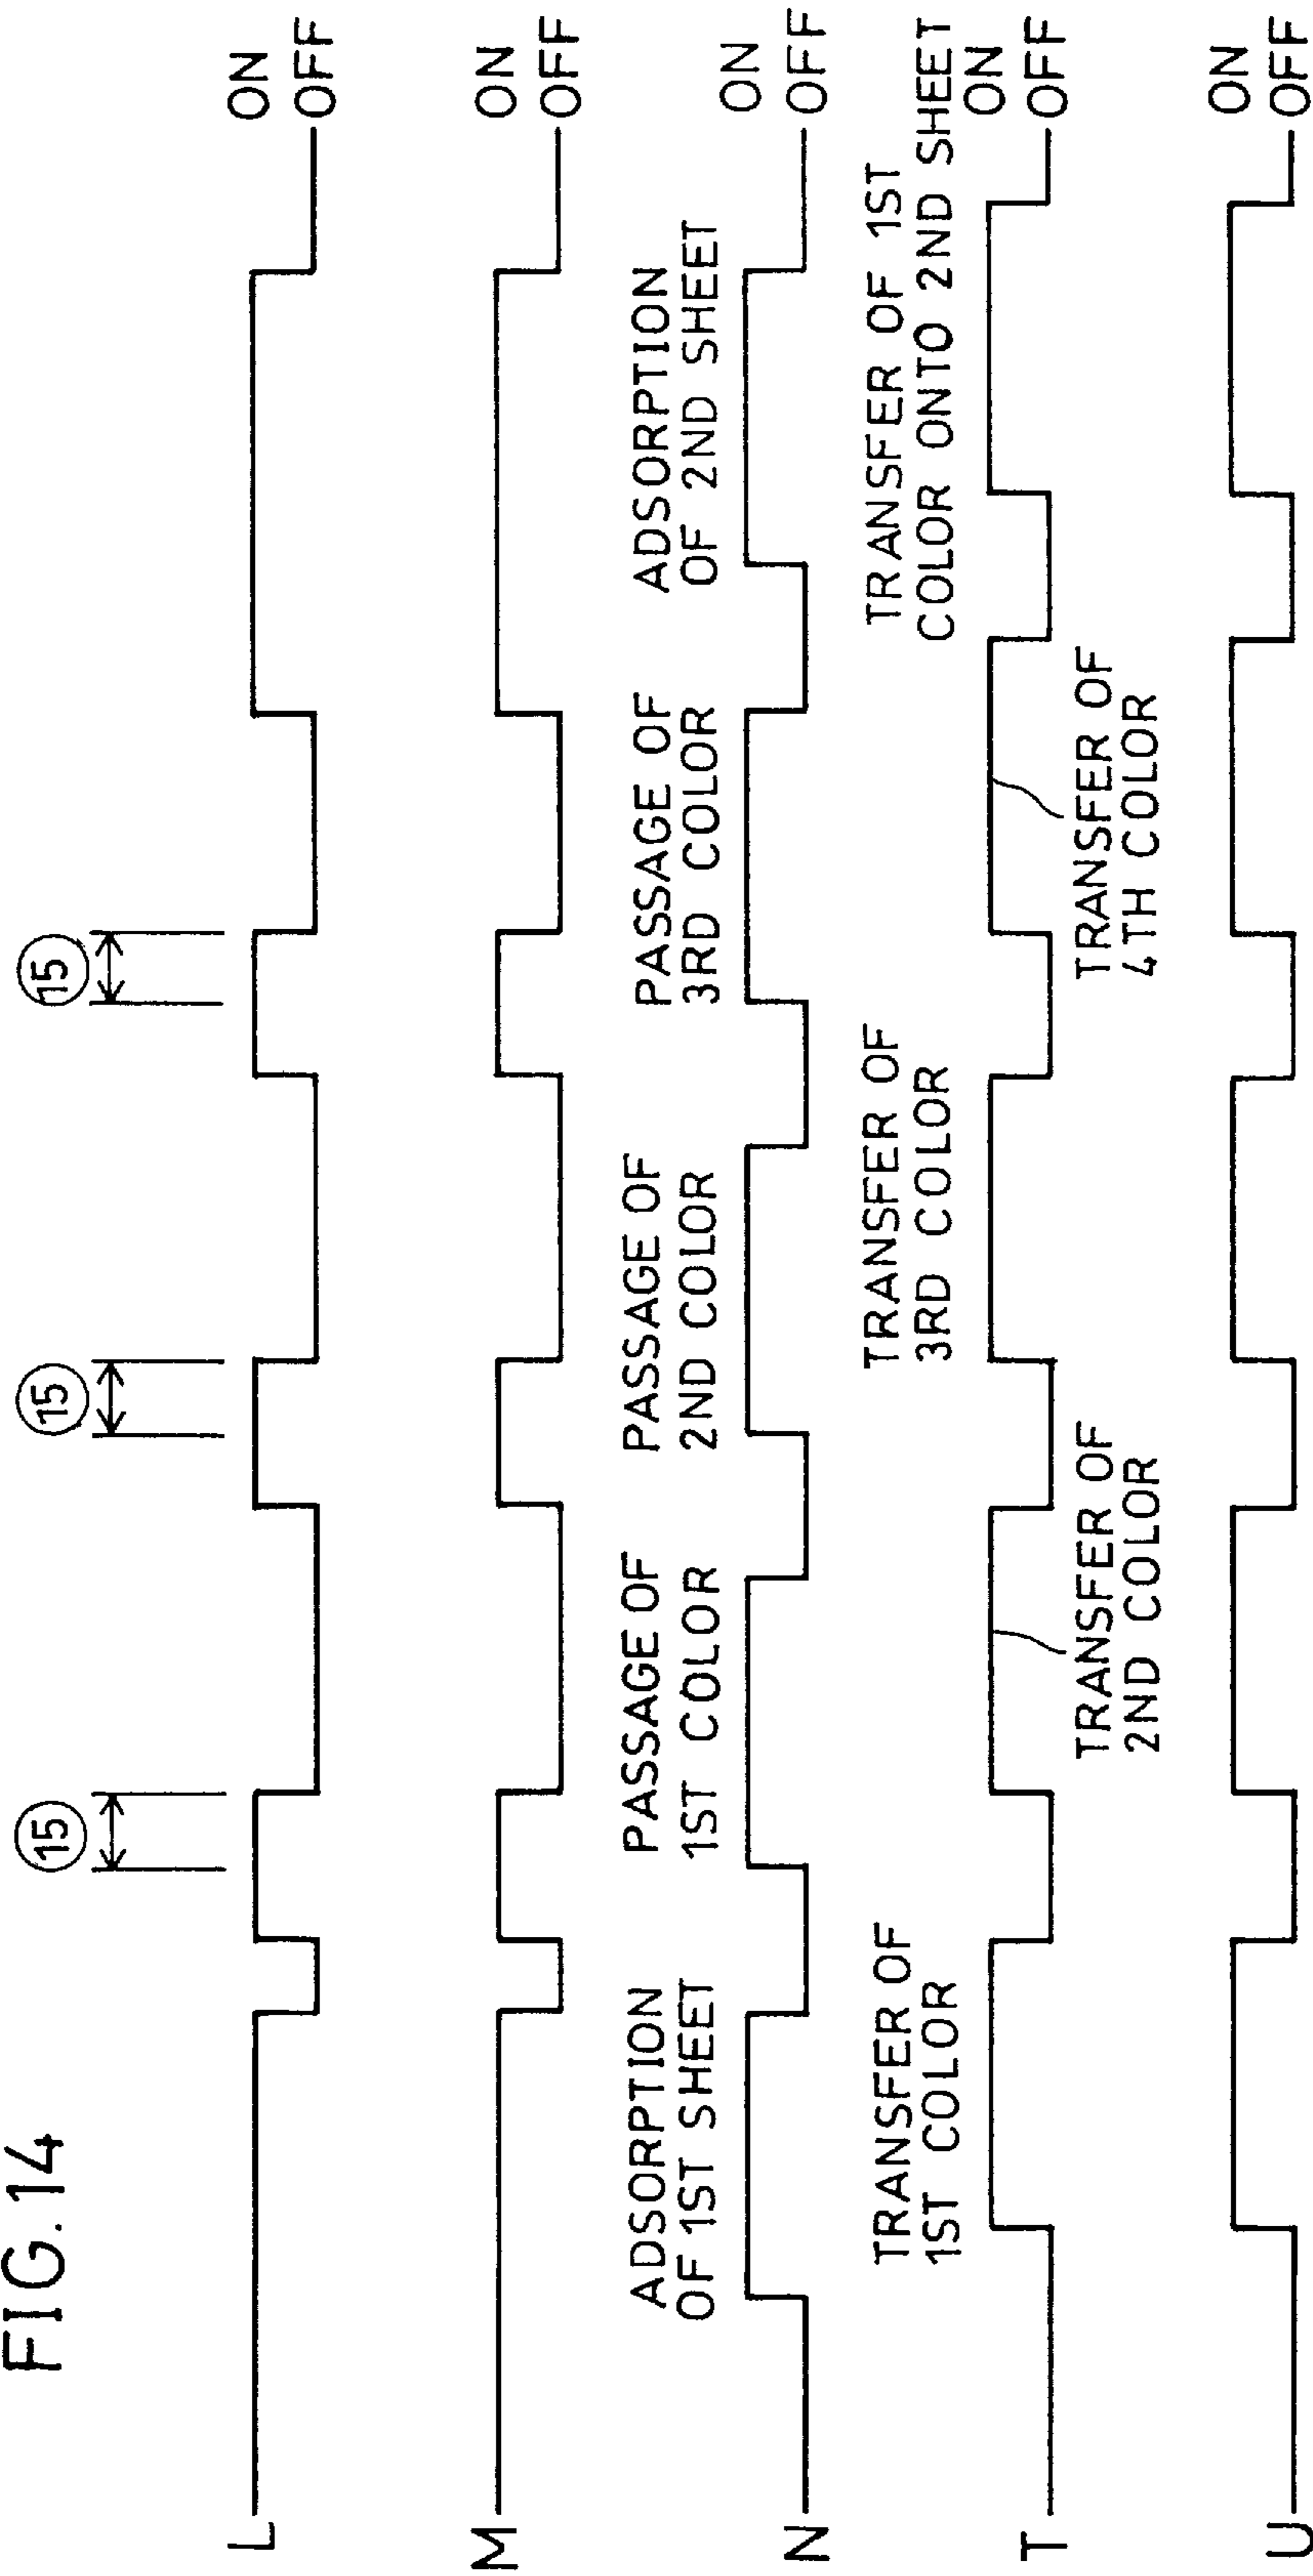 FIG. 14
15
15
15
L
ON
OFF
M
ON
OFF
ADSORPTION
OF 1ST SHEET
PASSAGE OF
1ST COLOR
PASSAGE OF
2ND COLOR
PASSAGE OF
3RD COLOR
ADSORPTION
OF 2ND SHEET
N
ON
OFF
TRANSFER OF
1ST COLOR
TRANSFER OF
3RD COLOR
TRANSFER OF 1ST
COLOR ONTO 2ND SHEET
T
ON
OFF
TRANSFER OF
2ND COLOR
TRANSFER OF
4TH COLOR
U
ON
OFF